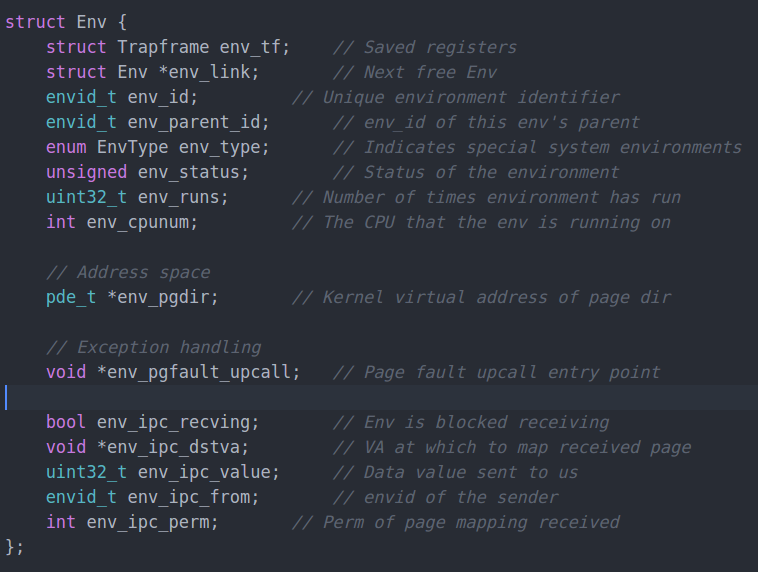 struct Env {
    struct Trapframe env_tf;    // Saved registers
    struct Env *env_link;       // Next free Env
    envid_t env_id;         // Unique environment identifier
    envid_t env_parent_id;      // env_id of this env's parent
    enum EnvType env_type;      // Indicates special system environments
    unsigned env_status;        // Status of the environment
    uint32_t env_runs;      // Number of times environment has run
    int env_cpunum;         // The CPU that the env is running on

    // Address space
    pde_t *env_pgdir;       // Kernel virtual address of page dir

    // Exception handling
    void *env_pgfault_upcall;   // Page fault upcall entry point

    bool env_ipc_recving;       // Env is blocked receiving
    void *env_ipc_dstva;        // VA at which to map received page
    uint32_t env_ipc_value;     // Data value sent to us
    envid_t env_ipc_from;       // envid of the sender
    int env_ipc_perm;       // Perm of page mapping received
};